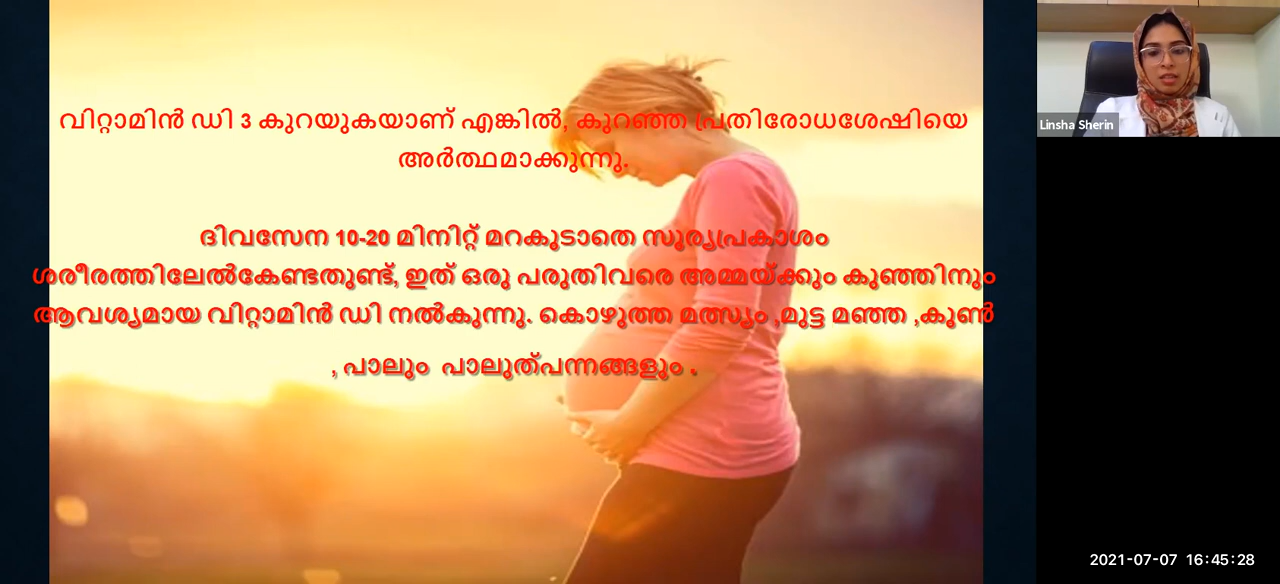 വിറ്റാമിൻ ഡി 3 കുറയുകയാണ് എങ്കിൽ, കുറഞ്ഞ പ്രതിരോധശേഷിയെ
അർത്ഥമാക്കുന്നു.
ദിവസേന 10-20 മിനിറ്റ് മറകൂടാതെ സൂര്യപ്രകാശം
ശരീരത്തിലേൽകേണ്ടതുണ്ട്, ഇത് ഒരു പരുതിവരെ അമ്മയ്ക്കും കുഞ്ഞിനും
ആവശ്യമായ വിറ്റാമിൻ ഡി നൽകുന്നു. കൊഴുത്ത മത്സ്യം ,മുട്ട മഞ്ഞ ,കൂൺ
, പാലും പാലുത്പന്നങ്ങളും .
Linsha Sherin
2021-07-07 16:45:28